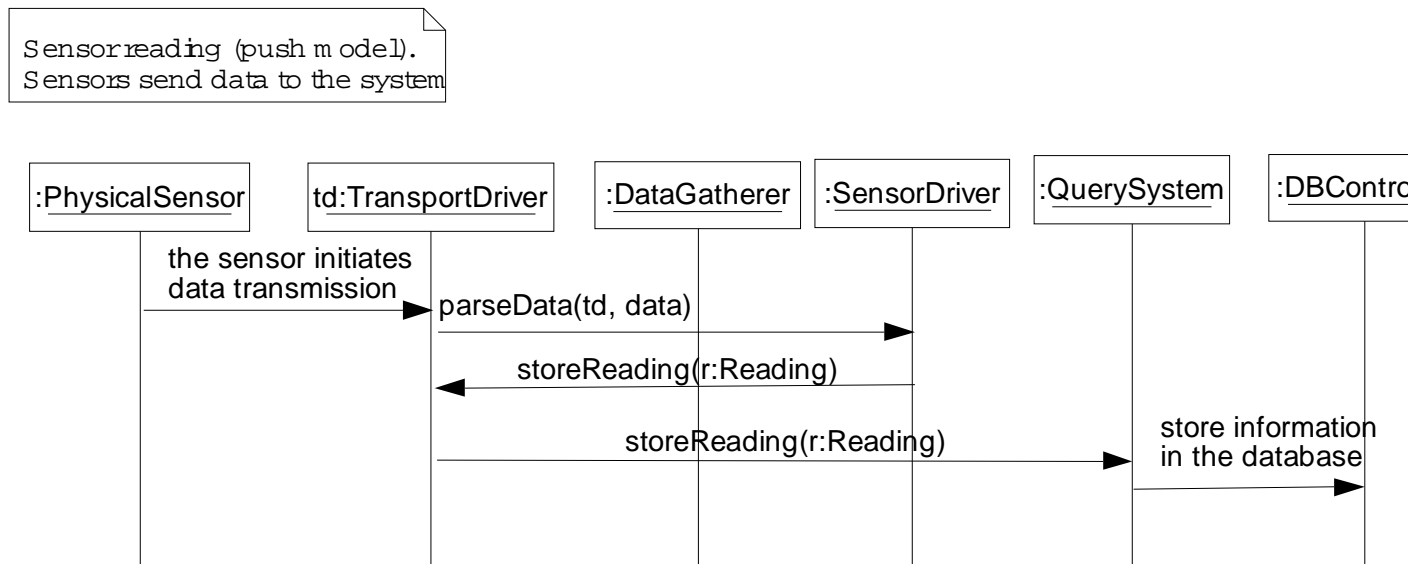 Sensor reading (push model).
Sensors send data to the system
:PhysicalSensor
td:TransportDriver
:DataGatherer
:SensorDriver
:QuerySystem
:DBContro
the sensor initiates
data transmission
parseData(td, data)
storeReading(r:Reading)
storeReading(r:Reading)
store information
in the database